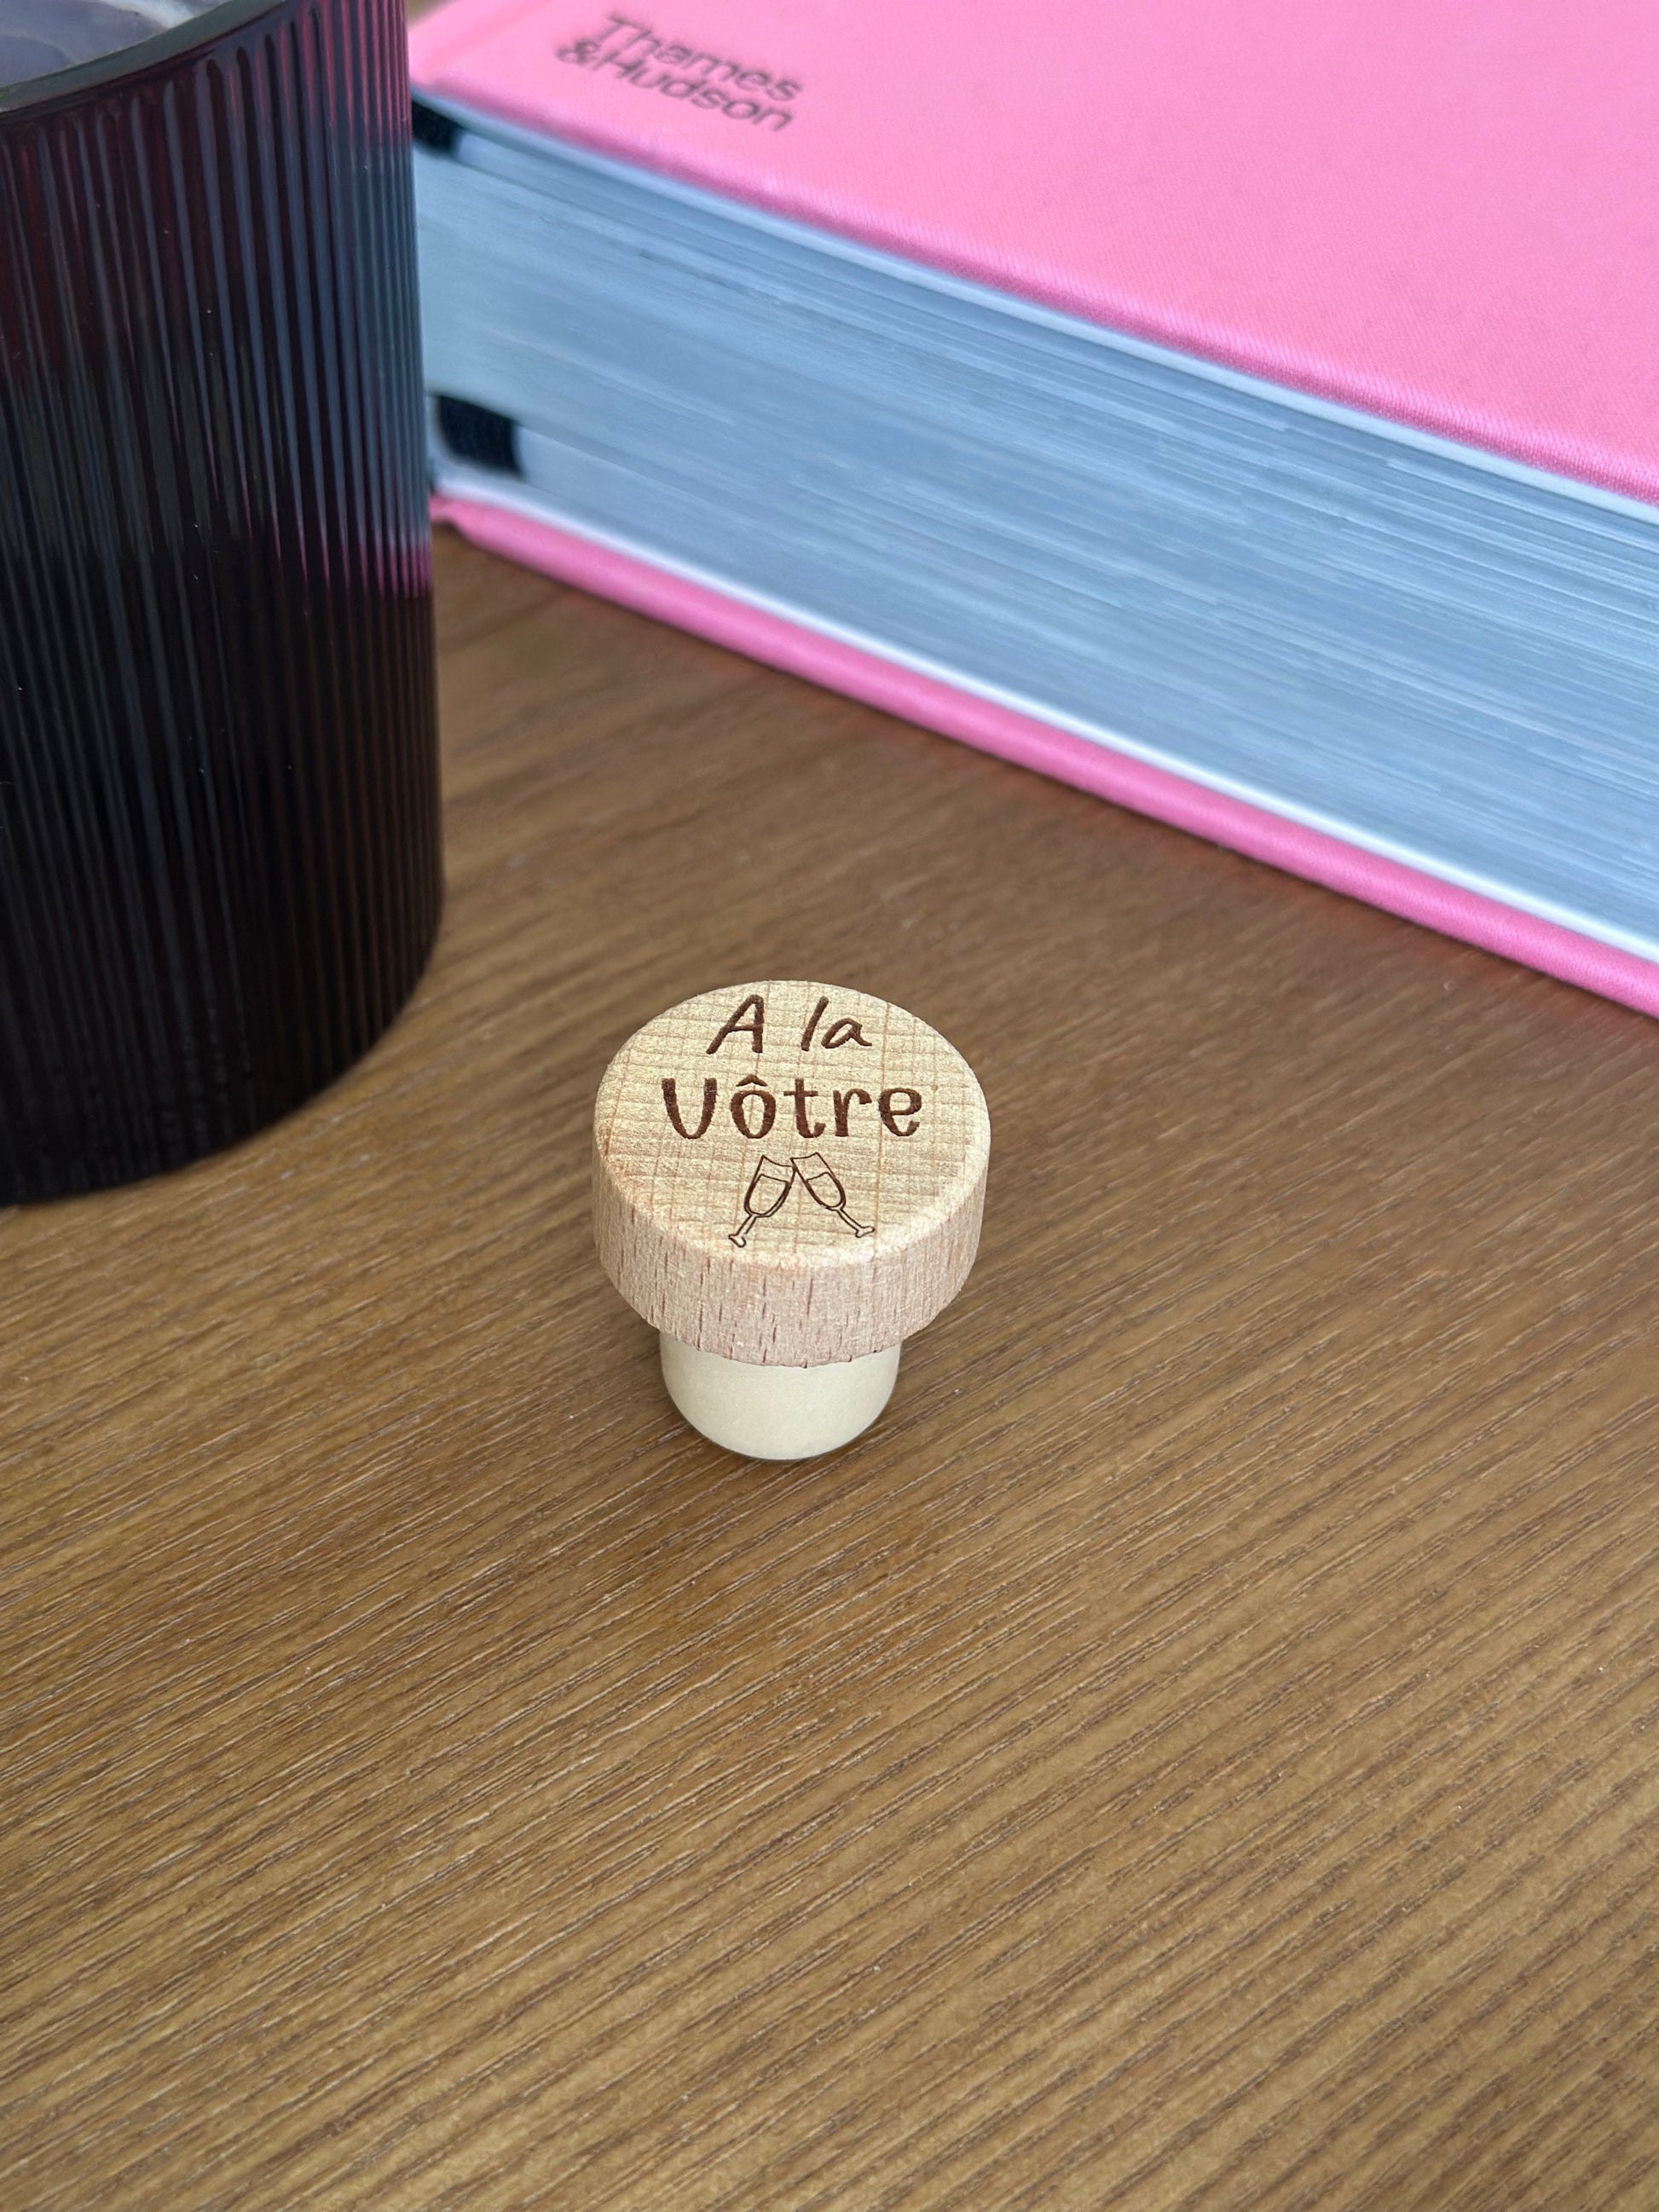 Thames
&Hudson
A la
Vôtre